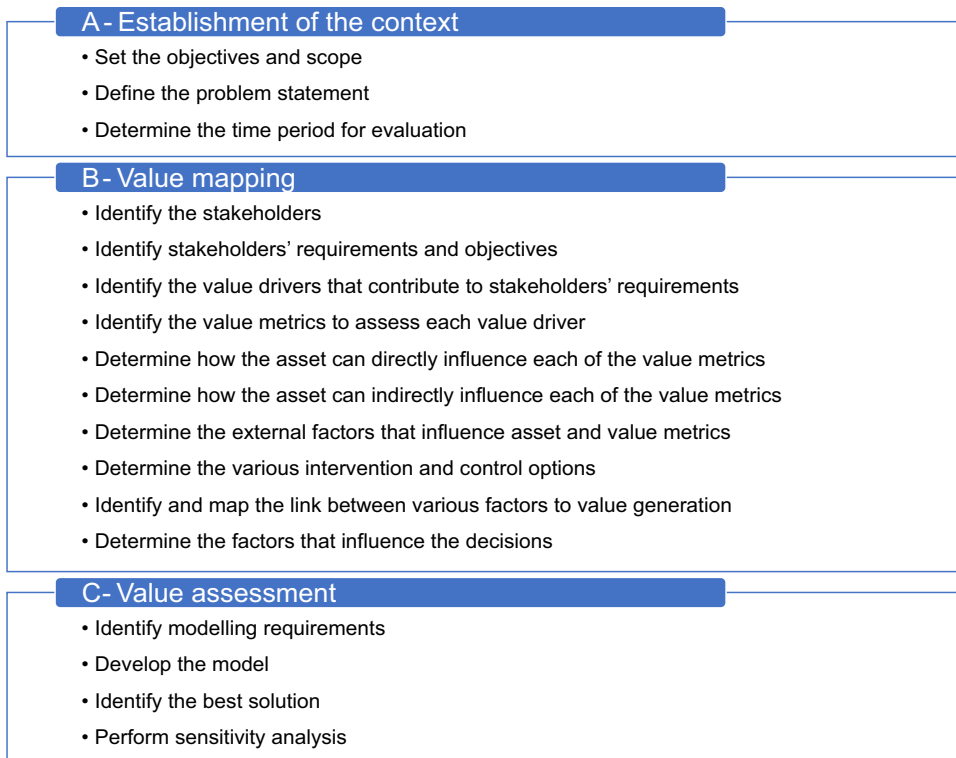 A - Establishment of the context
• Set the objectives and scope
• Define the problem statement
• Determine the time period for evaluation
B - Value mapping
• Identify the stakeholders
• Identify stakeholders’ requirements and objectives
• Identify the value drivers that contribute to stakeholders’ requirements
• Identify the value metrics to assess each value driver
• Determine how the asset can directly influence each of the value metrics
• Determine how the asset can indirectly influence each of the value metrics
• Determine the external factors that influence asset and value metrics
• Determine the various intervention and control options
• Identify and map the link between various factors to value generation
• Determine the factors that influence the decisions
C- Value assessment
• Identify modelling requirements
• Develop the model
• Identify the best solution
• Perform sensitivity analysis